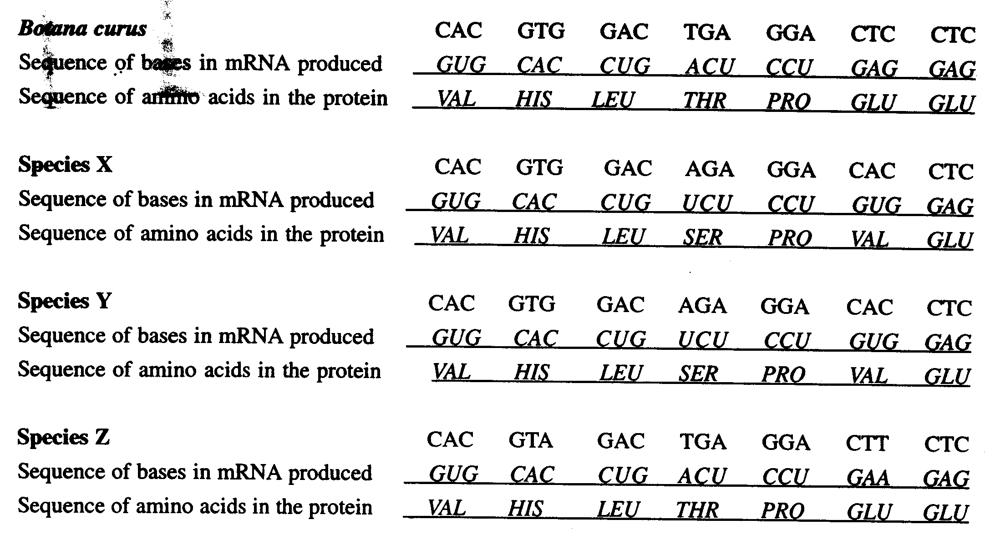 Botana curus CAC GTG GAC TGA GGA CTC CTC
Sequence of bases in mRNA produced GUG CAC CUG ACU CCU GAG GAG
Sequence of amino acids in the protein VAL HIS LEU THR PRO GLU GLU
Species X CAC GTG GAC AGA GGA CAC CTC
Sequence of bases in mRNA produced GUG CAC CUG UCU CCU GUG GAG
Sequence of amino acids in the protein VAL HIS LEU SER PRO VAL GLU
Species Y CAC GTG GAC AGA GGA CAC CTC
Sequence of bases in mRNA produced GUG CAC CUG UCU CCU GUG GAG
Sequence of amino acids in the protein VAL HIS LEU SER PRO VAL GLU
Species Z CAC GTA GAC TGA GGA CTT CTC
Sequence of bases in mRNA produced GUG CAC CUG ACU CCU GAA GAG
Sequence of amino acids in the protein VAL HIS LEU THR PRO GLU GLU